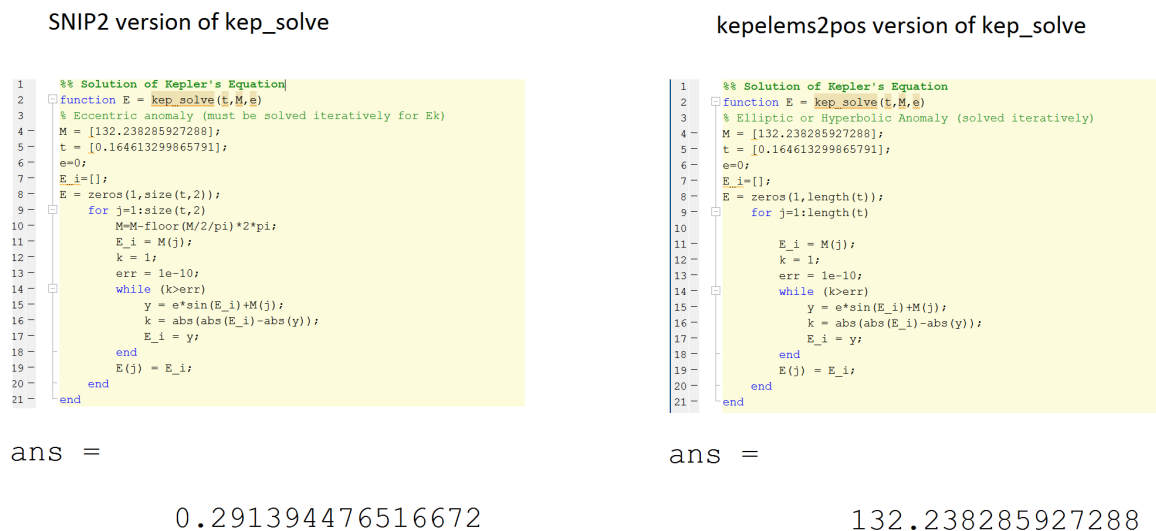 SNIP2 version of kep_solve
1 %% Solution of Kepler's Equation
2 function E = kep_solve(t,M,e)
3 % Eccentric anomaly (must be solved iteratively for Ek)
4 - M = [132.238285927288];
5 - t = [0.164613299865791];
6 - e=0;
7 - E_i=[];
8 - E = zeros(1,size(t,2));
9 - for j=1:size(t,2)
10 - M=M-floor(M/2/pi)*2*pi;
11 - E_i = M(j);
12 - k = 1;
13 - err = 1e-10;
14 - while (k>err)
15 - y = e*sin(E_i)+M(j);
16 - k = abs(abs(E_i)-abs(y));
17 - E_i = y;
18 - end
19 - E(j) = E_i;
20 - end
21 - end
ans =
0.291394476516672
kepelems2pos version of kep_solve
1 %% Solution of Kepler's Equation
2 function E = kep_solve(t,M,e)
3 % Elliptic or Hyperbolic Anomaly (solved iteratively)
4 - M = [132.238285927288];
5 - t = [0.164613299865791];
6 - e=0;
7 - E_i=[];
8 - E = zeros(1,length(t));
9 - for j=1:length(t)
10
11 - E_i = M(j);
12 - k = 1;
13 - err = 1e-10;
14 - while (k>err)
15 - y = e*sin(E_i)+M(j);
16 - k = abs(abs(E_i)-abs(y));
17 - E_i = y;
18 - end
19 - E(j) = E_i;
20 - end
21 - end
ans =
132.238285927288